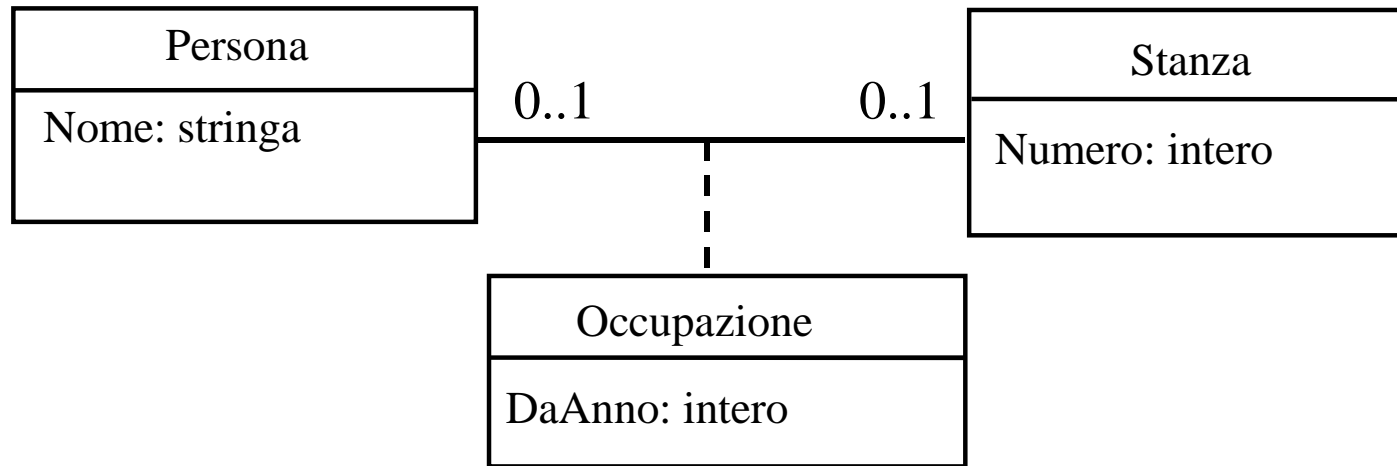 Persona
Nome: stringa
0..1
0..1
Stanza
Numero: intero
Occupazione
DaAnno: intero